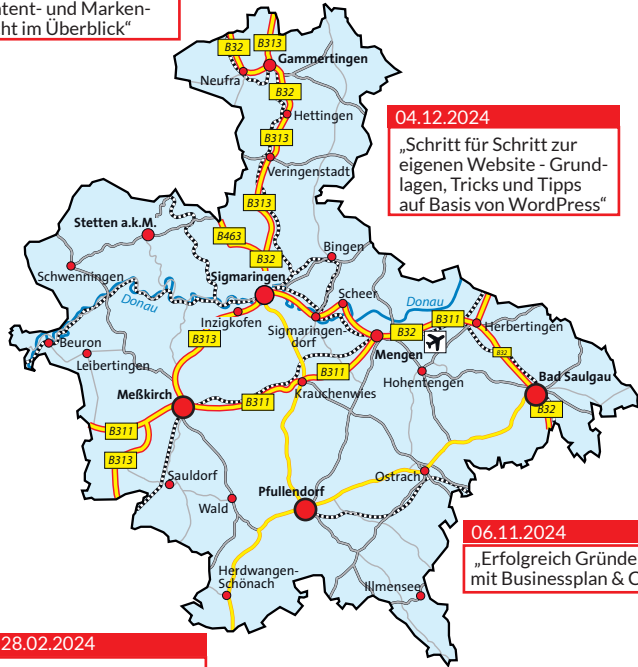 cht im Überblick“
B32
B313
Gammertingen
Neufra
B32
Hettingen
B313
Veringenstadt
04.12.2024
„Schritt für Schritt zur
eigenen Website - Grund-
lagen, Tricks und Tipps
auf Basis von WordPress“
B313
Stetten a.k.M.
B463
Bingen
B32
Schwenningen
Sigmaringen
Scheer
Donau
Donau
Inzigkofen
Sigmaringen-
dorf
B32
B311
Herbertingen
B313
Beuron
Mengen
B32
Leibertingen
Hohentengen
Bad Saulgau
B311
Meßkirch
Krauchenwies
B311
B32
B311
B313
Sauldorf
Ostrach
Pfullendorf
Wald
06.11.2024
„Erfolgreich Gründe
mit Businessplan & C
Herdwangen-
Schönach
Illmensee
28.02.2024